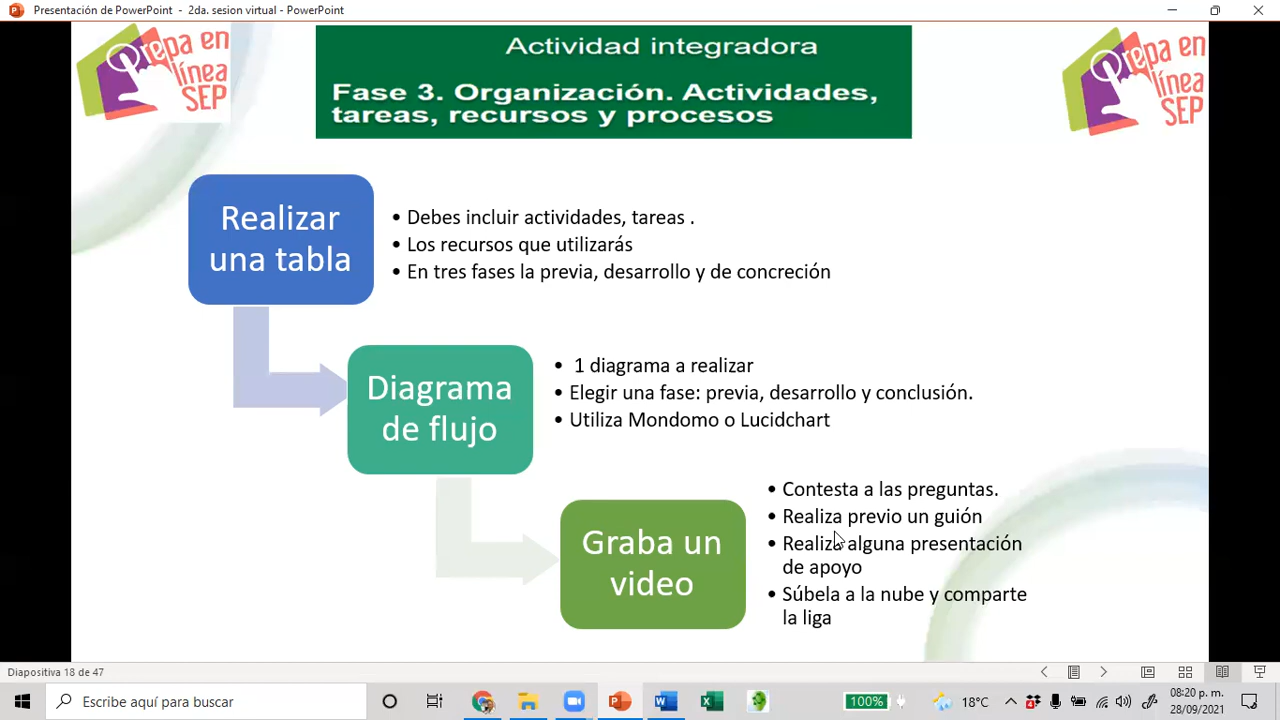 Presentación de PowerPoint - 2da. sesion virtual - PowerPoint
Prepa en
línea
SEP
Actividad integradora
Prepa en
línea
SEP
Fase 3. Organización. Actividades,
tareas, recursos y procesos
Realizar
una tabla
• Debes incluir actividades, tareas .
• Los recursos que utilizarás
• En tres fases la previa, desarrollo y de concreción
Diagrama
de flujo
• 1 diagrama a realizar
• Elegir una fase: previa, desarrollo y conclusión.
• Utiliza Mondomo o Lucidchart
Graba un
video
• Contesta a las preguntas.
• Realiza previo un guión
• Realiza alguna presentación
de apoyo
• Súbela a la nube y comparte
la liga
Diapositiva 18 de 47
Escribe aquí para buscar
100%
18°C
08:20 p. m.
28/09/2021